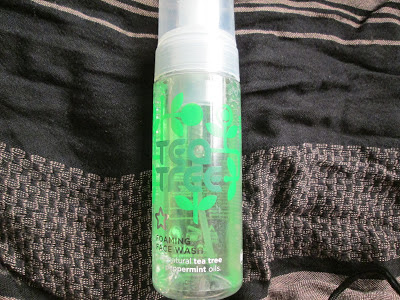 Tea
Tree
FOAMING
FACE WASH
natural tea tree
peppermint oils.